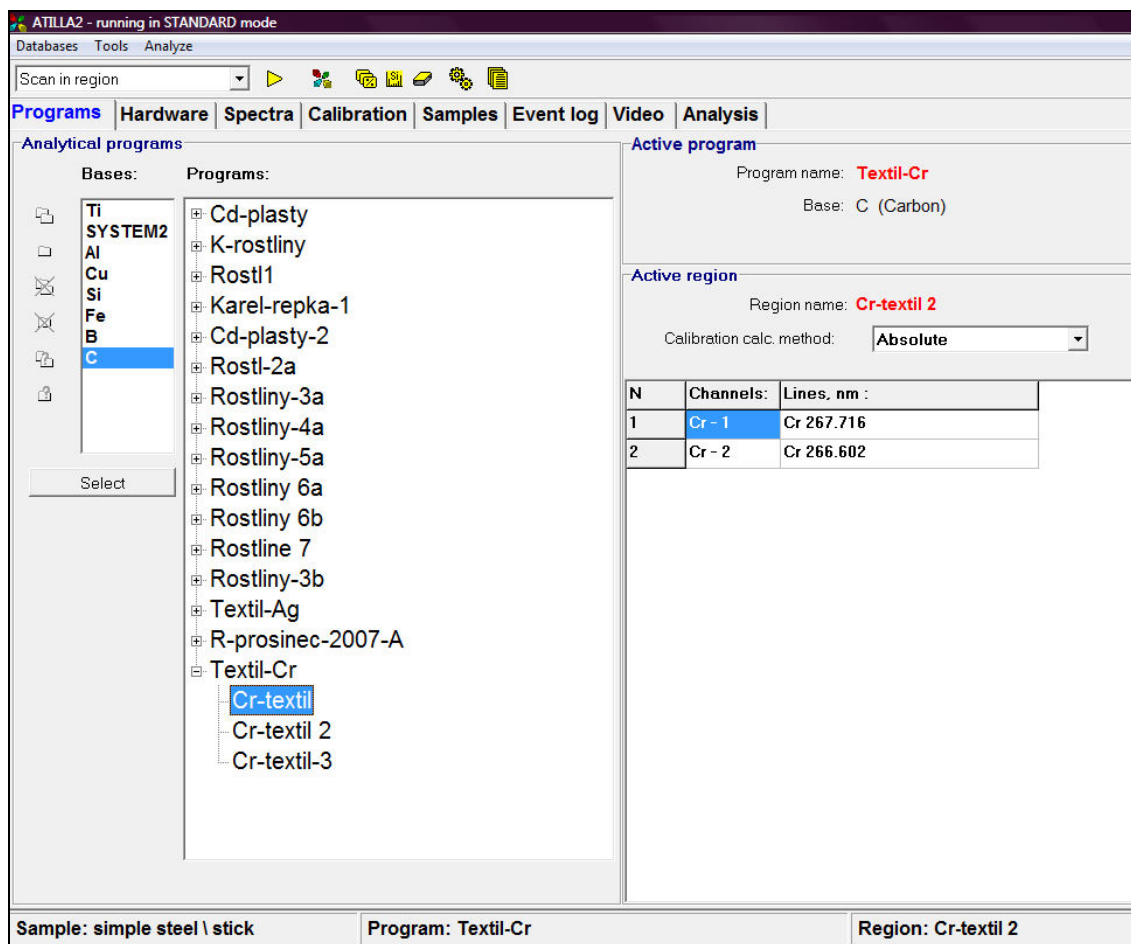 ATILLA2 - running in STANDARD mode
Databases Tools Analyze
Scan in region
Programs Hardware Spectra Calibration Samples Event log Video Analysis
Analytical programs
Bases: Programs:
Ti
SYSTEM2
Al
Cu
Si
Fe
B
C
Select
Cd-plasty
K-rostliny
Rostl1
Karel-repka-1
Cd-plasty-2
Rostl-2a
Rostliny-3a
Rostliny-4a
Rostliny-5a
Rostliny 6a
Rostliny 6b
Rostline 7
Rostliny-3b
Textil-Ag
R-prosinec-2007-A
Textil-Cr
Cr-textil
Cr-textil 2
Cr-textil-3
Active program
Program name: Textil-Cr
Base: C (Carbon)
Active region
Region name: Cr-textil 2
Calibration calc. method: Absolute
N Channels: Lines, nm :
1 Cr - 1 Cr 267.716
2 Cr - 2 Cr 266.602
Sample: simple steel \ stick Program: Textil-Cr Region: Cr-textil 2